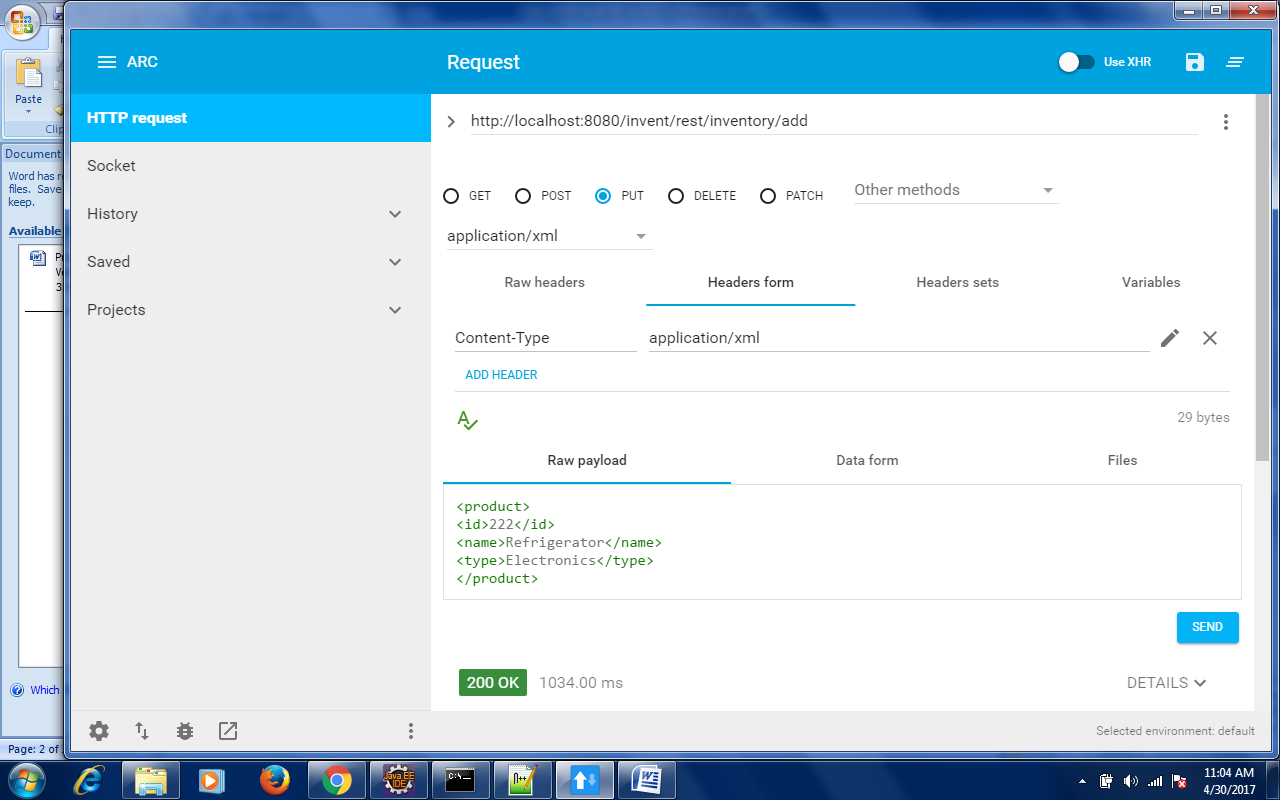 ARC
Request
Use XHR
HTTP request
Socket
History
Saved
Projects
http://localhost:8080/invent/rest/inventory/add
GET
POST
PUT
DELETE
PATCH
Other methods
application/xml
Raw headers
Headers form
Headers sets
Variables
Content-Type
application/xml
ADD HEADER
29 bytes
Raw payload
Data form
Files
<product>
<id>222</id>
<name>Refrigerator</name>
<type>Electronics</type>
</product>
SEND
200 OK
1034.00 ms
DETAILS
Selected environment: default
Paste
Document
Word has
files. Save
keep.
Available
Which
Page: 2 of
Java EE
IDE
C:\
11:04 AM
4/30/2017